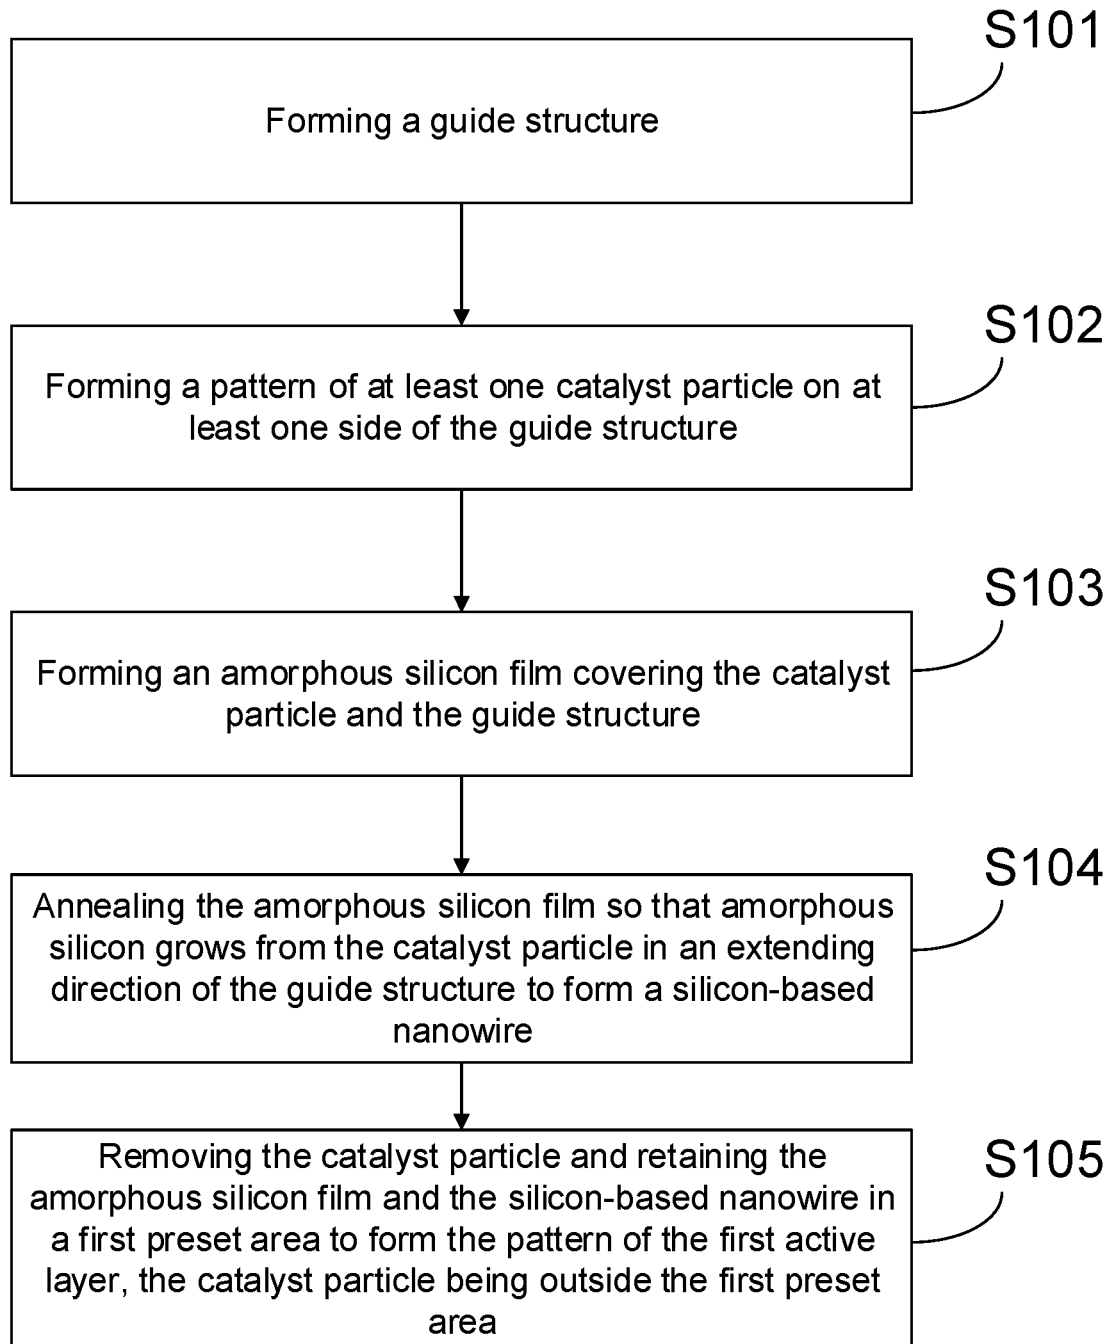 S101
Forming a guide structure
S102
Forming a pattern of at least one catalyst particle on at
least one side of the guide structure
S103
Forming an amorphous silicon film covering the catalyst
particle and the guide structure
S104
Annealing the amorphous silicon film so that amorphous
silicon grows from the catalyst particle in an extending
direction of the guide structure to form a silicon-based
nanowire
S105
Removing the catalyst particle and retaining the
amorphous silicon film and the silicon-based nanowire in
a first preset area to form the pattern of the first active
layer, the catalyst particle being outside the first preset
area